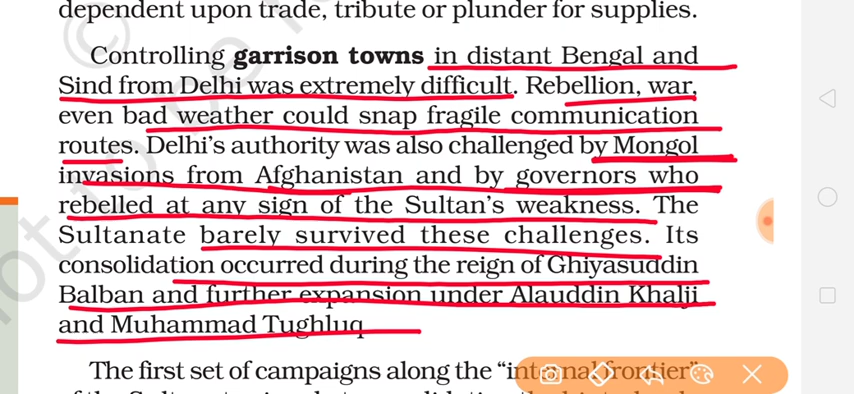 dependent upon trade, tribute or plunder for supplies.
Controlling garrison towns in distant Bengal and
Sind from Delhi was extremely difficult. Rebellion, war,
even bad weather could snap fragile communication
routes. Delhi's authority was also challenged by Mongol
invasions from Afghanistan and by governors who
rebelled at any sign of the Sultan's weakness. The
Sultanate barely survived these challenges. Its
consolidation occurred during the reign of Ghiyasuddin
Balban and further expansion under Alauddin Khalji
and Muhammad Tughluq
The first set of campaigns along the "internal frontier"